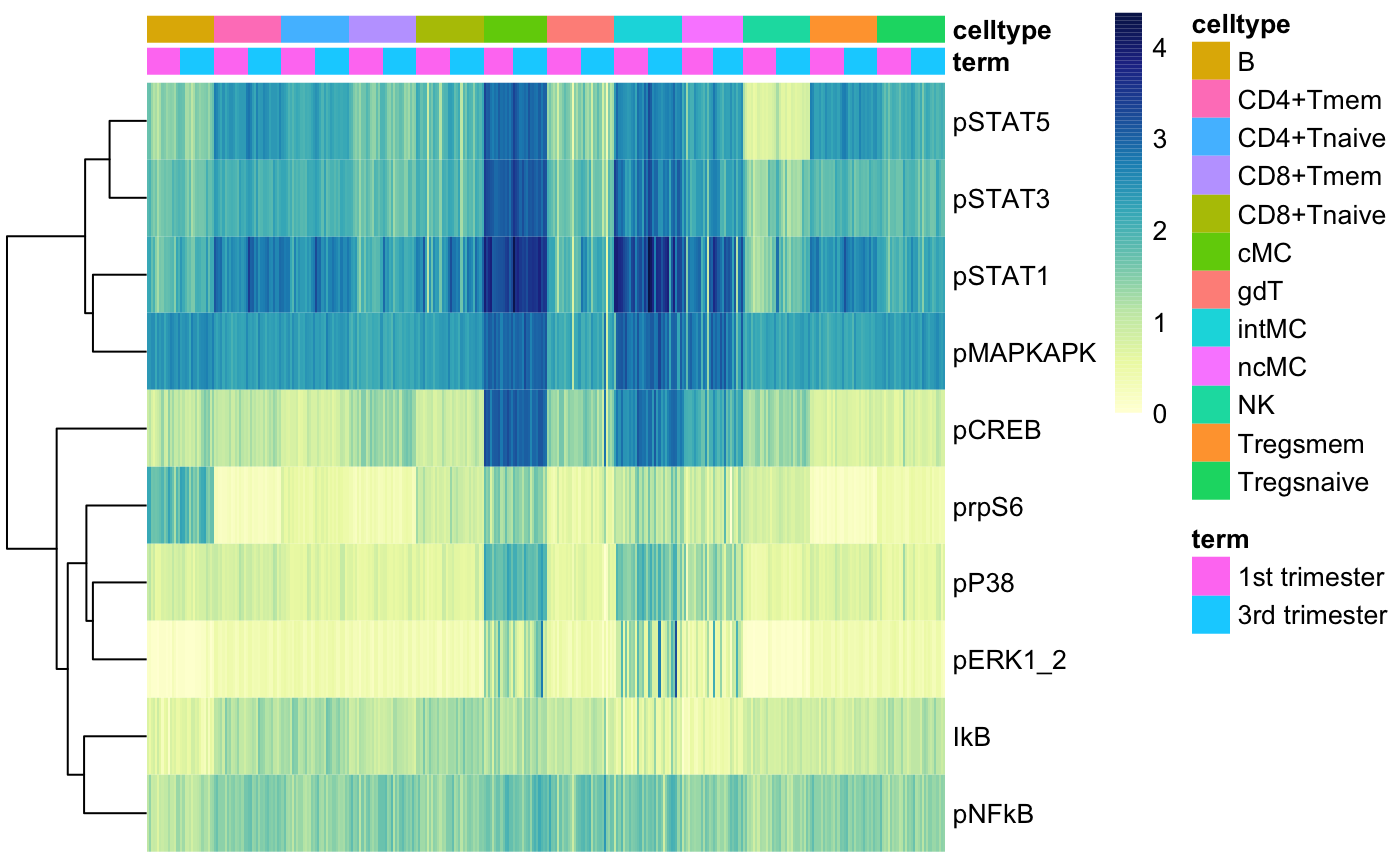 celltype
term
pSTAT5
pSTAT3
pSTAT1
pMAPKAPK
pCREB
prpS6
pP38
pERK1_2
IkB
pNFkB
4
3
2
1
0
celltype
B
CD4+Tmem
CD4+Tnaive
CD8+Tmem
CD8+Tnaive
cMC
gdT
intMC
ncMC
NK
Tregsmem
Tregsnaive
term
1st trimester
3rd trimester